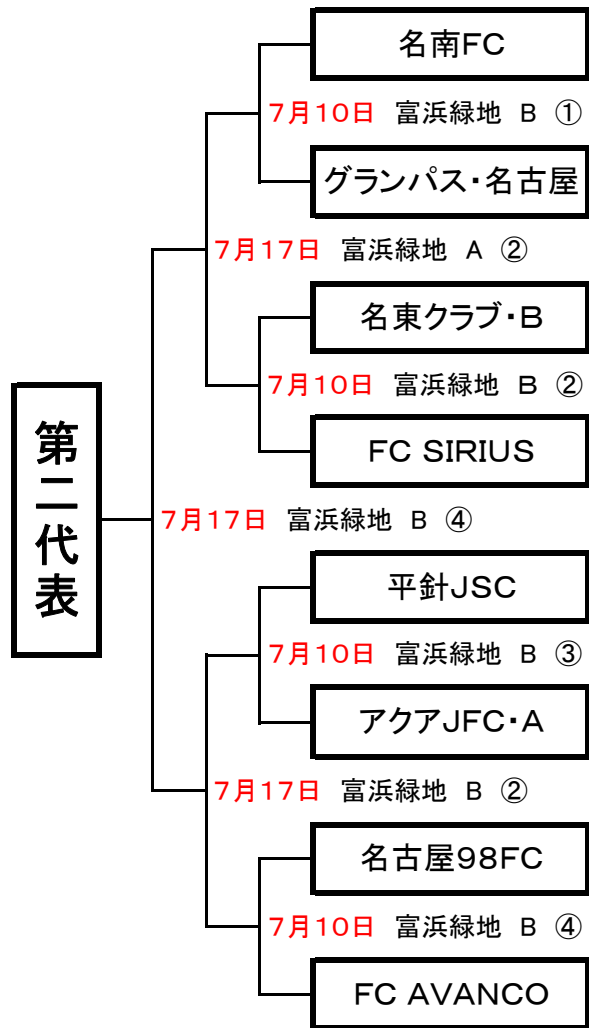 名南FC
7月10日 富浜緑地 B ①
グランパス・名古屋
7月17日 富浜緑地 A ②
名東クラブ・B
7月10日 富浜緑地 B ②
FC SIRIUS
第二代表
7月17日 富浜緑地 B ④
平針JSC
7月10日 富浜緑地 B ③
アクアJFC・A
7月17日 富浜緑地 B ②
名古屋98FC
7月10日 富浜緑地 B ④
FC AVANCO